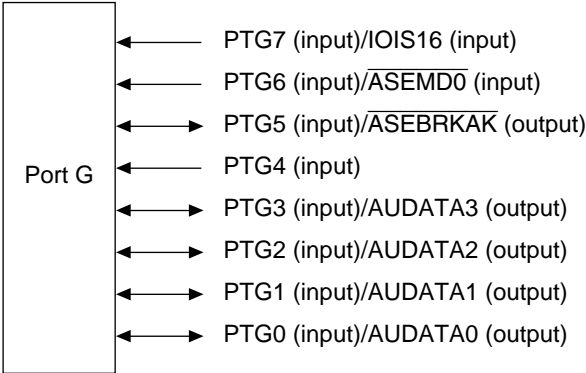 PTG7 (input)/IOIS16 (input)
PTG6 (input)/ASEMD0 (input)
PTG5 (input)/ASEBRKAK (output)
Port G
PTG4 (input)
PTG3 (input)/AUDATA3 (output)
PTG2 (input)/AUDATA2 (output)
PTG1 (input)/AUDATA1 (output)
PTG0 (input)/AUDATA0 (output)